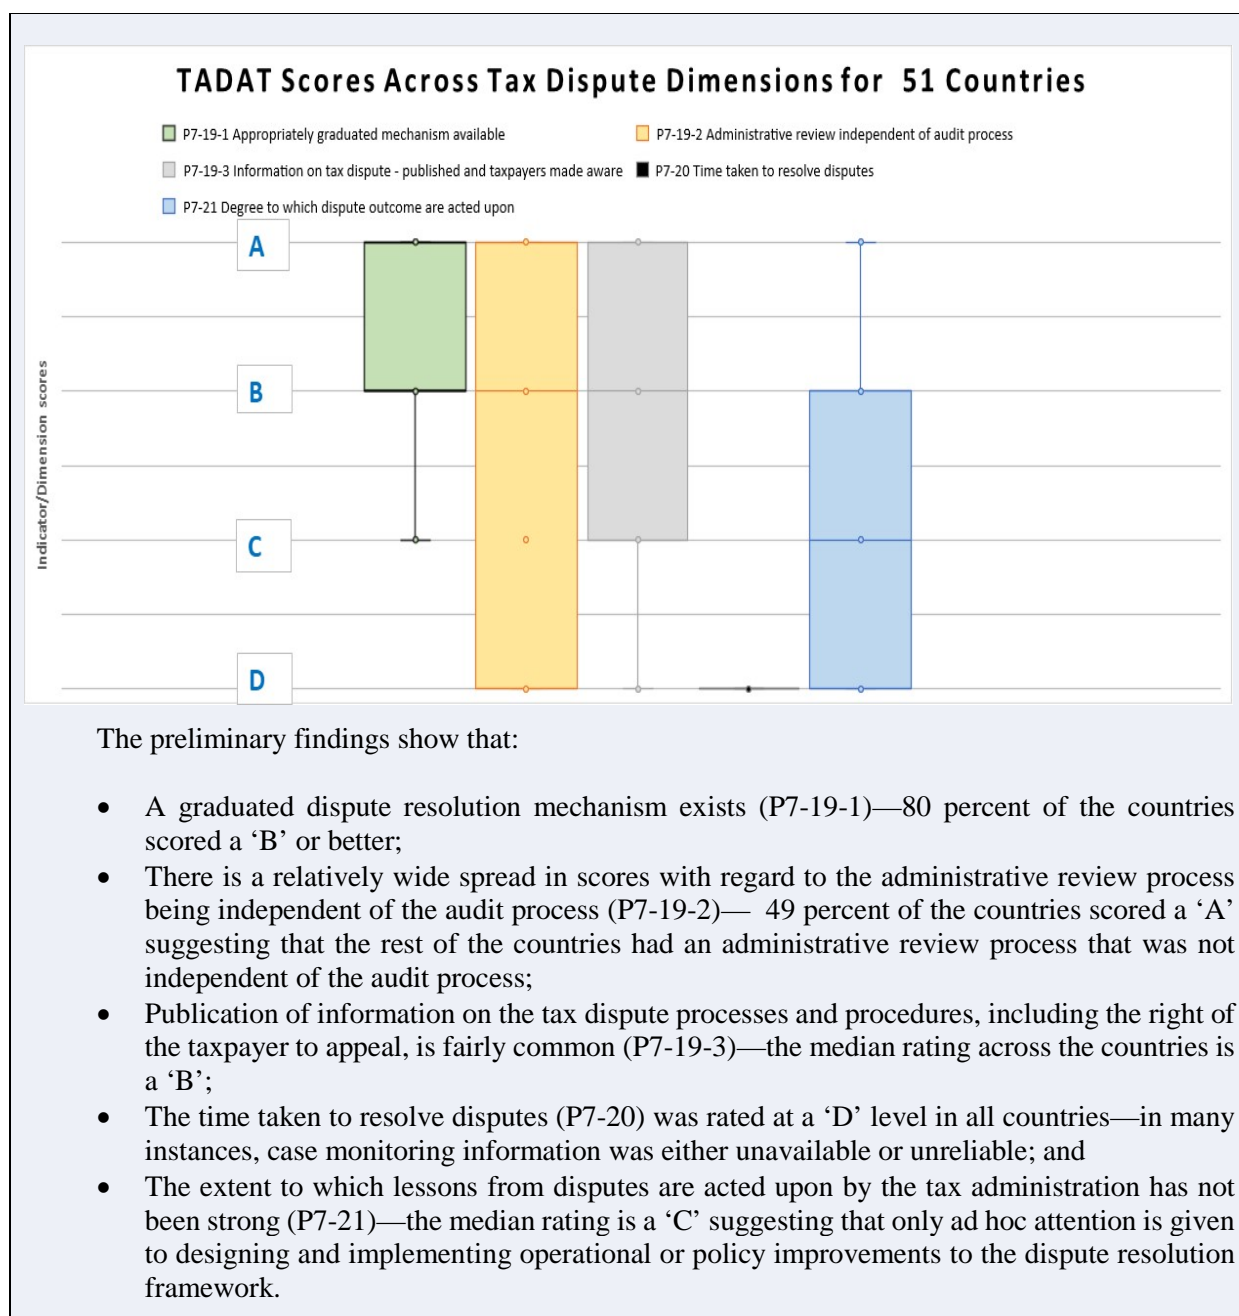 TADAT Scores Across Tax Dispute Dimensions for 51 Countries
P7-19-1 Appropriately graduated mechanism available
P7-19-2 Administrative review independent of audit process
P7-19-3 Information on tax dispute - published and taxpayers made aware
P7-20 Time taken to resolve disputes
P7-21 Degree to which dispute outcome are acted upon
Indicator/Dimension scores
A
B
C
D
The preliminary findings show that:
• A graduated dispute resolution mechanism exists (P7-19-1)—80 percent of the countries
scored a ‘B’ or better;
• There is a relatively wide spread in scores with regard to the administrative review process
being independent of the audit process (P7-19-2)— 49 percent of the countries scored a ‘A’
suggesting that the rest of the countries had an administrative review process that was not
independent of the audit process;
• Publication of information on the tax dispute processes and procedures, including the right of
the taxpayer to appeal, is fairly common (P7-19-3)—the median rating across the countries is
a ‘B’;
• The time taken to resolve disputes (P7-20) was rated at a ‘D’ level in all countries—in many
instances, case monitoring information was either unavailable or unreliable; and
• The extent to which lessons from disputes are acted upon by the tax administration has not
been strong (P7-21)—the median rating is a ‘C’ suggesting that only ad hoc attention is given
to designing and implementing operational or policy improvements to the dispute resolution
framework.